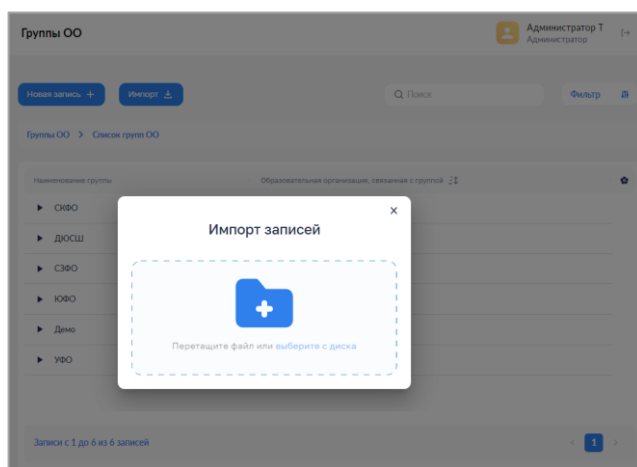 Группы ОО
Администратор Т
Администратор
Новая запись +
Импорт
Поиск
Фильтр
Группы ОО > Список групп ОО
Наименование группы
Образовательная организация, связанная с группой
СКФО
ДЮСШ
СЗФО
ЮФО
Демо
УФО
×
Импорт записей
Перетащите файл или выберите с диска
Записи с 1 до 6 из 6 записей
< 1 >